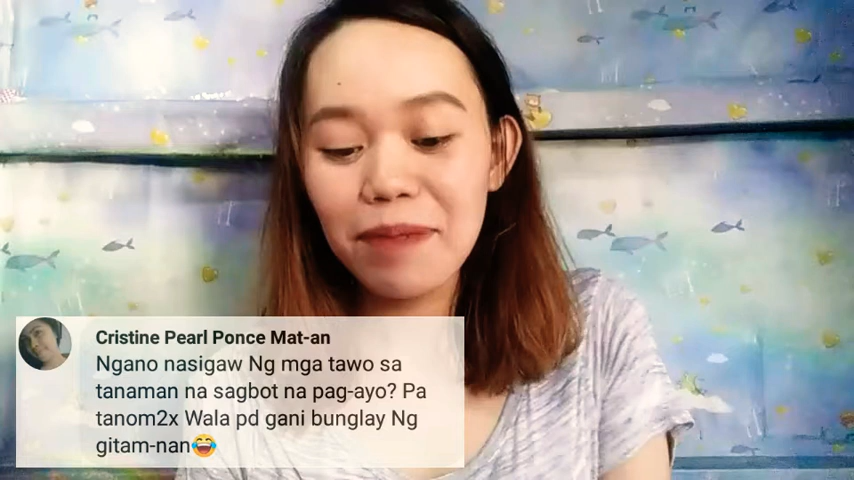 Cristine Pearl Ponce Mat-an
Ngano nasigaw Ng mga tawo sa
tanaman na sagbot na pag-ayo? Pa
tanom2x Wala pd gani bunglay Ng
gitam-nan😂